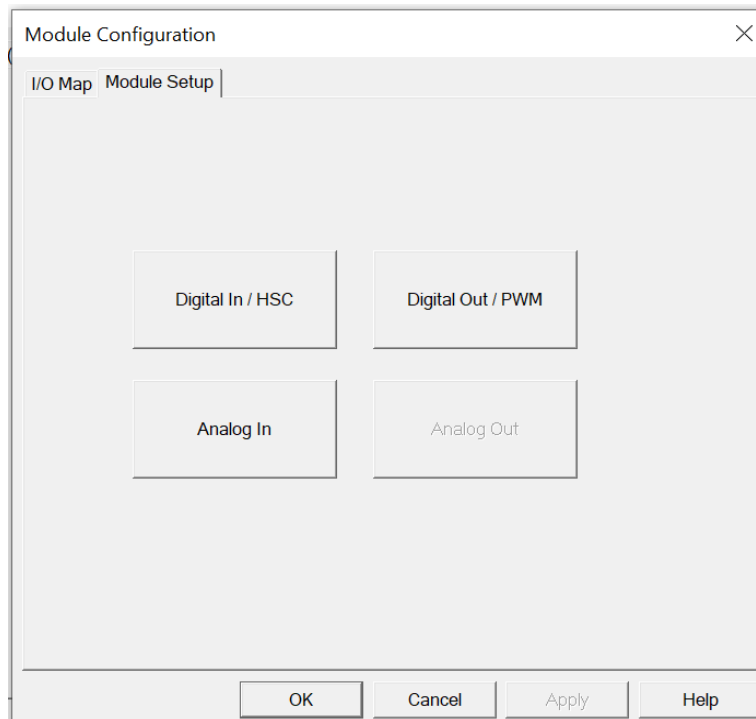 Module Configuration
I/O Map Module Setup
Digital In / HSC Digital Out / PWM
Analog In Analog Out
OK Cancel Apply Help